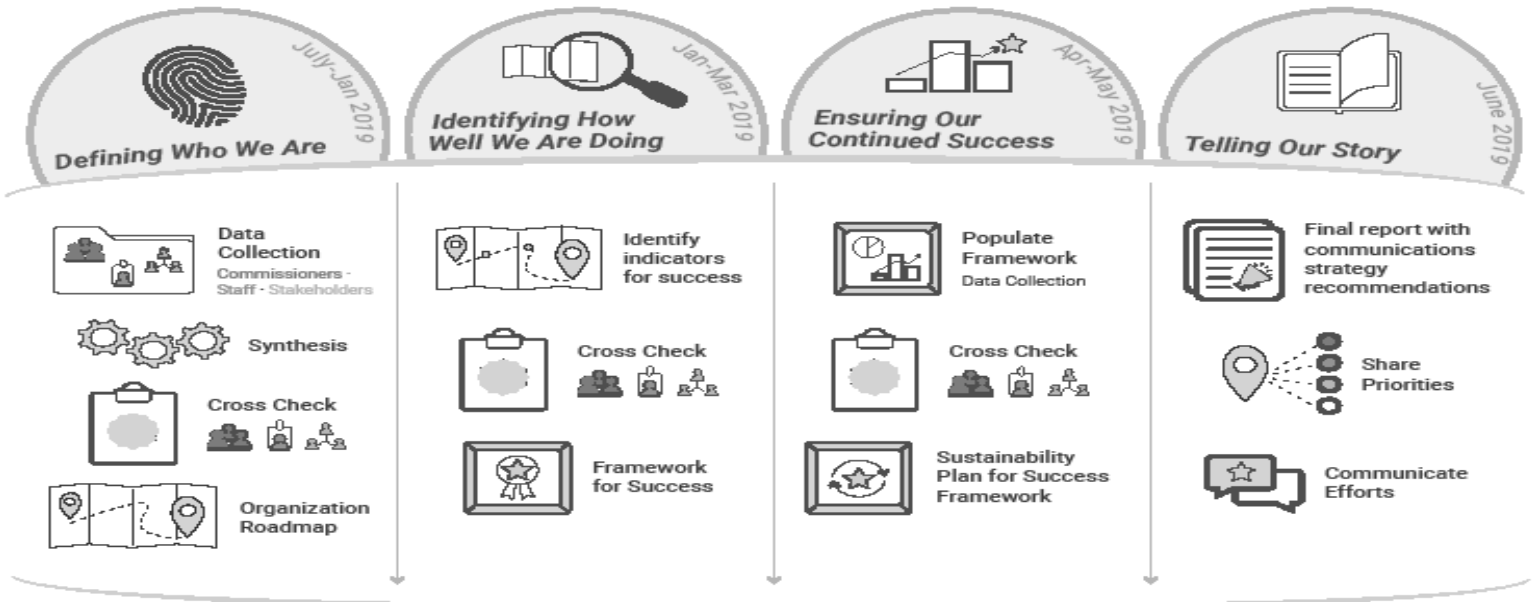 July-Jan 2019
Defining Who We Are
Data
Collection
Commissioners ·
Staff · Stakeholders
Synthesis
Cross Check
Organization
Roadmap
Jan-Mar 2019
Identifying How
Well We Are Doing
Identify
indicators
for success
Cross Check
Framework
for Success
Apr-May 2019
Ensuring Our
Continued Success
Populate
Framework
Data Collection
Cross Check
Sustainability
Plan for Success
Framework
June 2019
Telling Our Story
Final report with
communications
strategy
recommendations
Share
Priorities
Communicate
Efforts